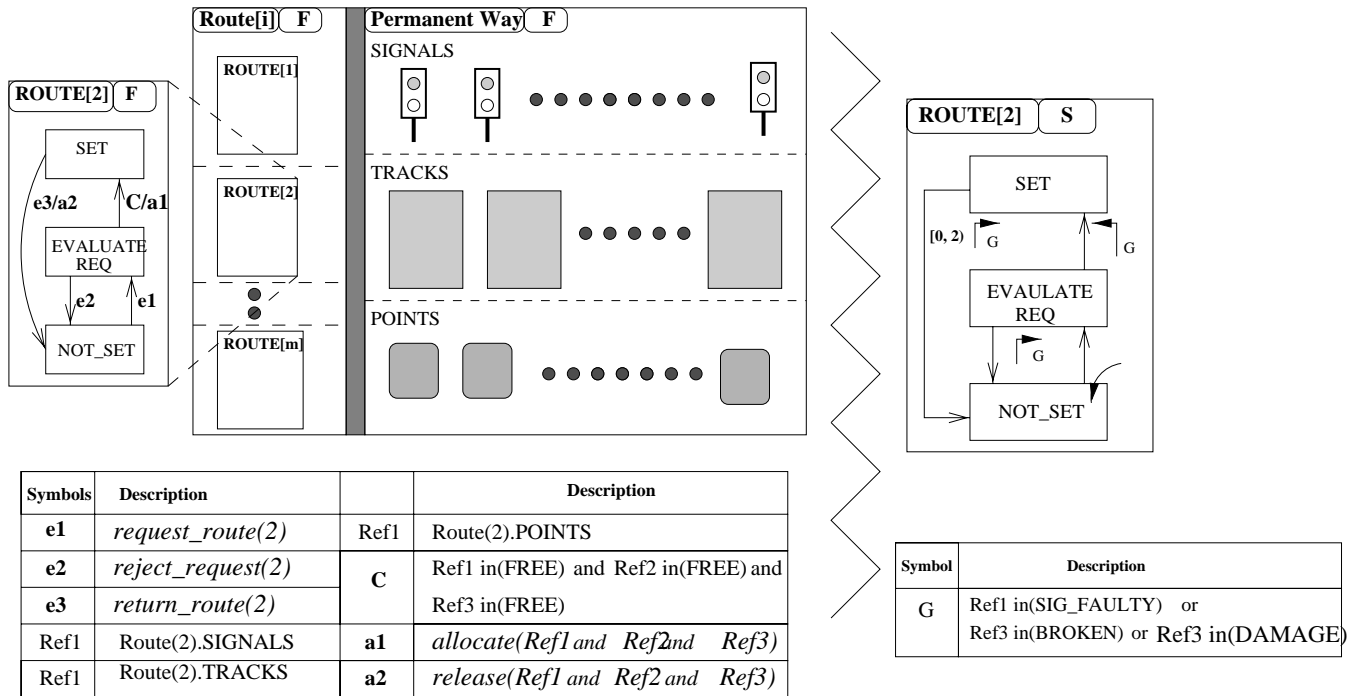 Route[i] F
Permanent Way F
SIGNALS
ROUTE[1]
ROUTE[2] F
SET
e3/a2
C/a1
EVALUATE
REQ
e2
e1
NOT_SET
ROUTE[2]
TRACKS
ROUTE[m]
POINTS
ROUTE[2] S
SET
[0, 2)
G
G
EVAULATE
REQ
G
NOT_SET
Symbols Description Description
e1 request_route(2) Ref1 Route(2).POINTS
e2 reject_request(2) C Ref1 in(FREE) and Ref2 in(FREE) and
e3 return_route(2) Ref3 in(FREE)
Ref1 Route(2).SIGNALS a1 allocate(Ref1 and Ref2and Ref3)
Ref1 Route(2).TRACKS a2 release(Ref1 and Ref2 and Ref3)
Symbol Description
G Ref1 in(SIG_FAULTY) or
Ref3 in(BROKEN) or Ref3 in(DAMAGE)